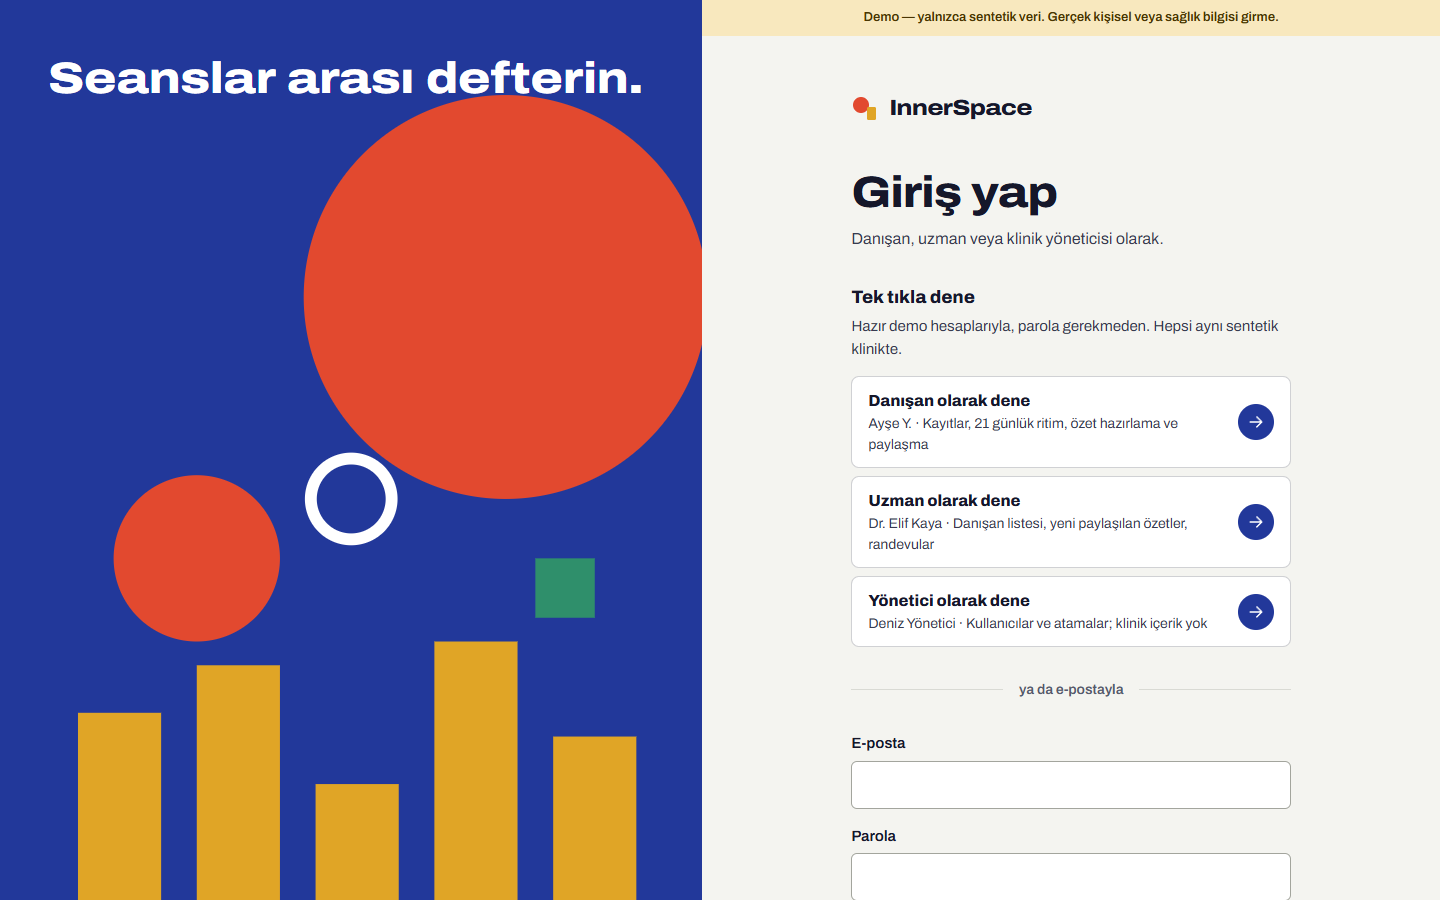 Seanslar arası defterin.
Demo — yalnızca sentetik veri. Gerçek kişisel veya sağlık bilgisi girme.
InnerSpace
Giriş yap
Danışan, uzman veya klinik yöneticisi olarak.
Tek tıkla dene
Hazır demo hesaplarıyla, parola gerekmeden. Hepsi aynı sentetik
klinikte.
Danışan olarak dene
Ayşe Y. · Kayıtlar, 21 günlük ritim, özet hazırlama ve
paylaşma
Uzman olarak dene
Dr. Elif Kaya · Danışan listesi, yeni paylaşılan özetler,
randevular
Yönetici olarak dene
Deniz Yönetici · Kullanıcılar ve atamalar; klinik içerik yok
ya da e-postayla
E-posta
Parola